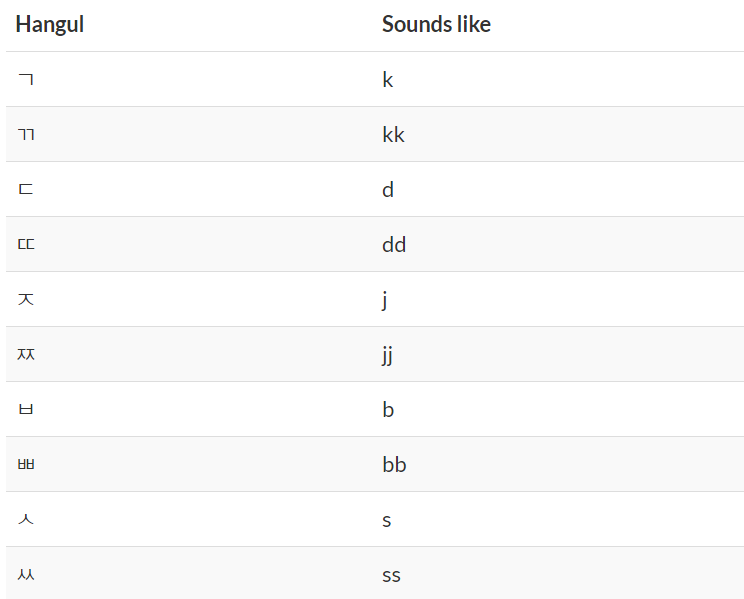 Hangul Sounds like
ㄱ k
ㄲ kk
ㄷ d
ㄸ dd
ㅈ j
ㅉ jj
ㅂ b
ㅃ bb
ㅅ s
ㅆ ss